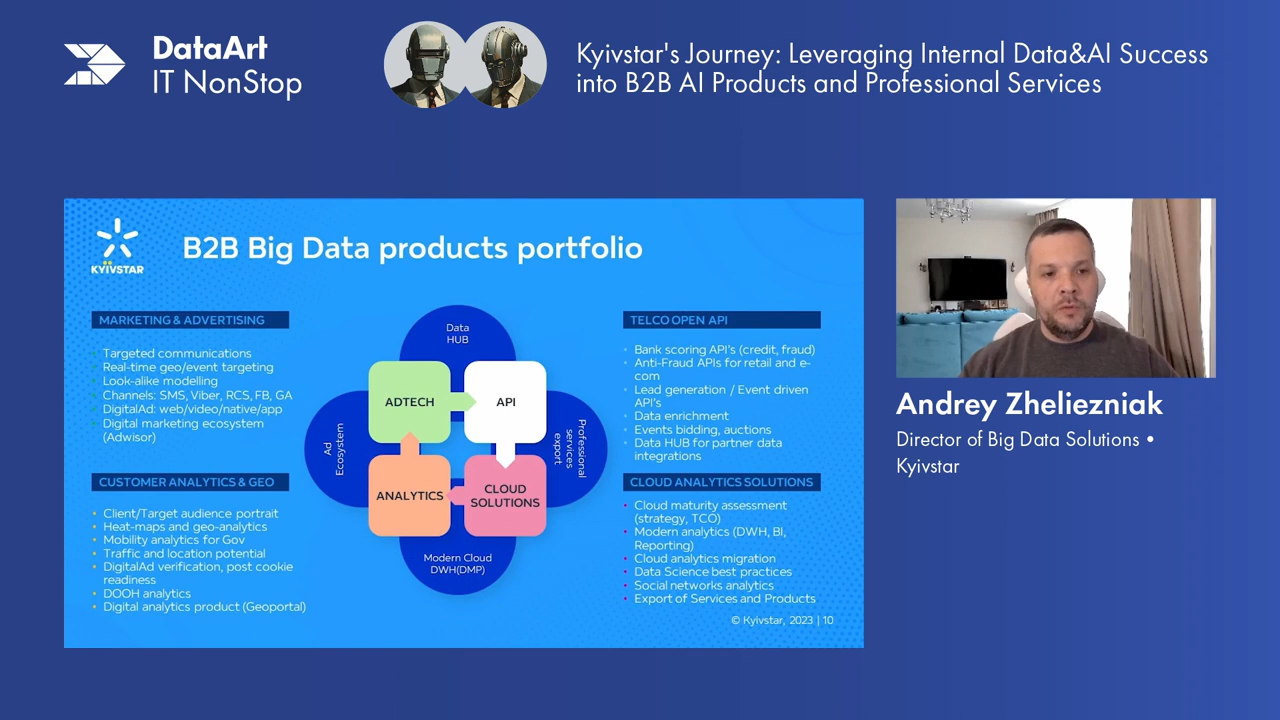 DataArt
IT NonStop
Kyivstar's Journey: Leveraging Internal Data&AI Success
into B2B AI Products and Professional Services
KYЇVSTAR
B2B Big Data products portfolio
MARKETING & ADVERTISING
Targeted communications
Real-time geo/event targeting
Look-alike modelling
Channels: SMS, Viber, RCS, FB, GA
DigitalAd: web/video/native/app
Digital marketing ecosystem
(Adwisor)
CUSTOMER ANALYTICS & GEO
Client/Target audience portrait
Heat-maps and geo-analytics
Mobility analytics for Gov
Traffic and location potential
DigitalAd verification, post cookie
readiness
DOOH analytics
Digital analytics product (Geoportal)
Data
HUB
ADTECH
API
Ad
Ecosystem
Professional
services
export
ANALYTICS
CLOUD
SOLUTIONS
Modern Cloud
DWH(DMP)
TELCO OPEN API
Bank scoring API's (credit, fraud)
Anti-Fraud APIs for retail and e-
com
Lead generation / Event driven
API's
Data enrichment
Events bidding, auctions
Data HUB for partner data
integrations
CLOUD ANALYTICS SOLUTIONS
Cloud maturity assessment
(strategy, TCO)
Modern analytics (DWH, BI,
Reporting)
Cloud analytics migration
Data Science best practices
Social networks analytics
Export of Services and Products
© Kyivstar, 2023 | 10
Andrey Zheliezniak
Director of Big Data Solutions •
Kyivstar